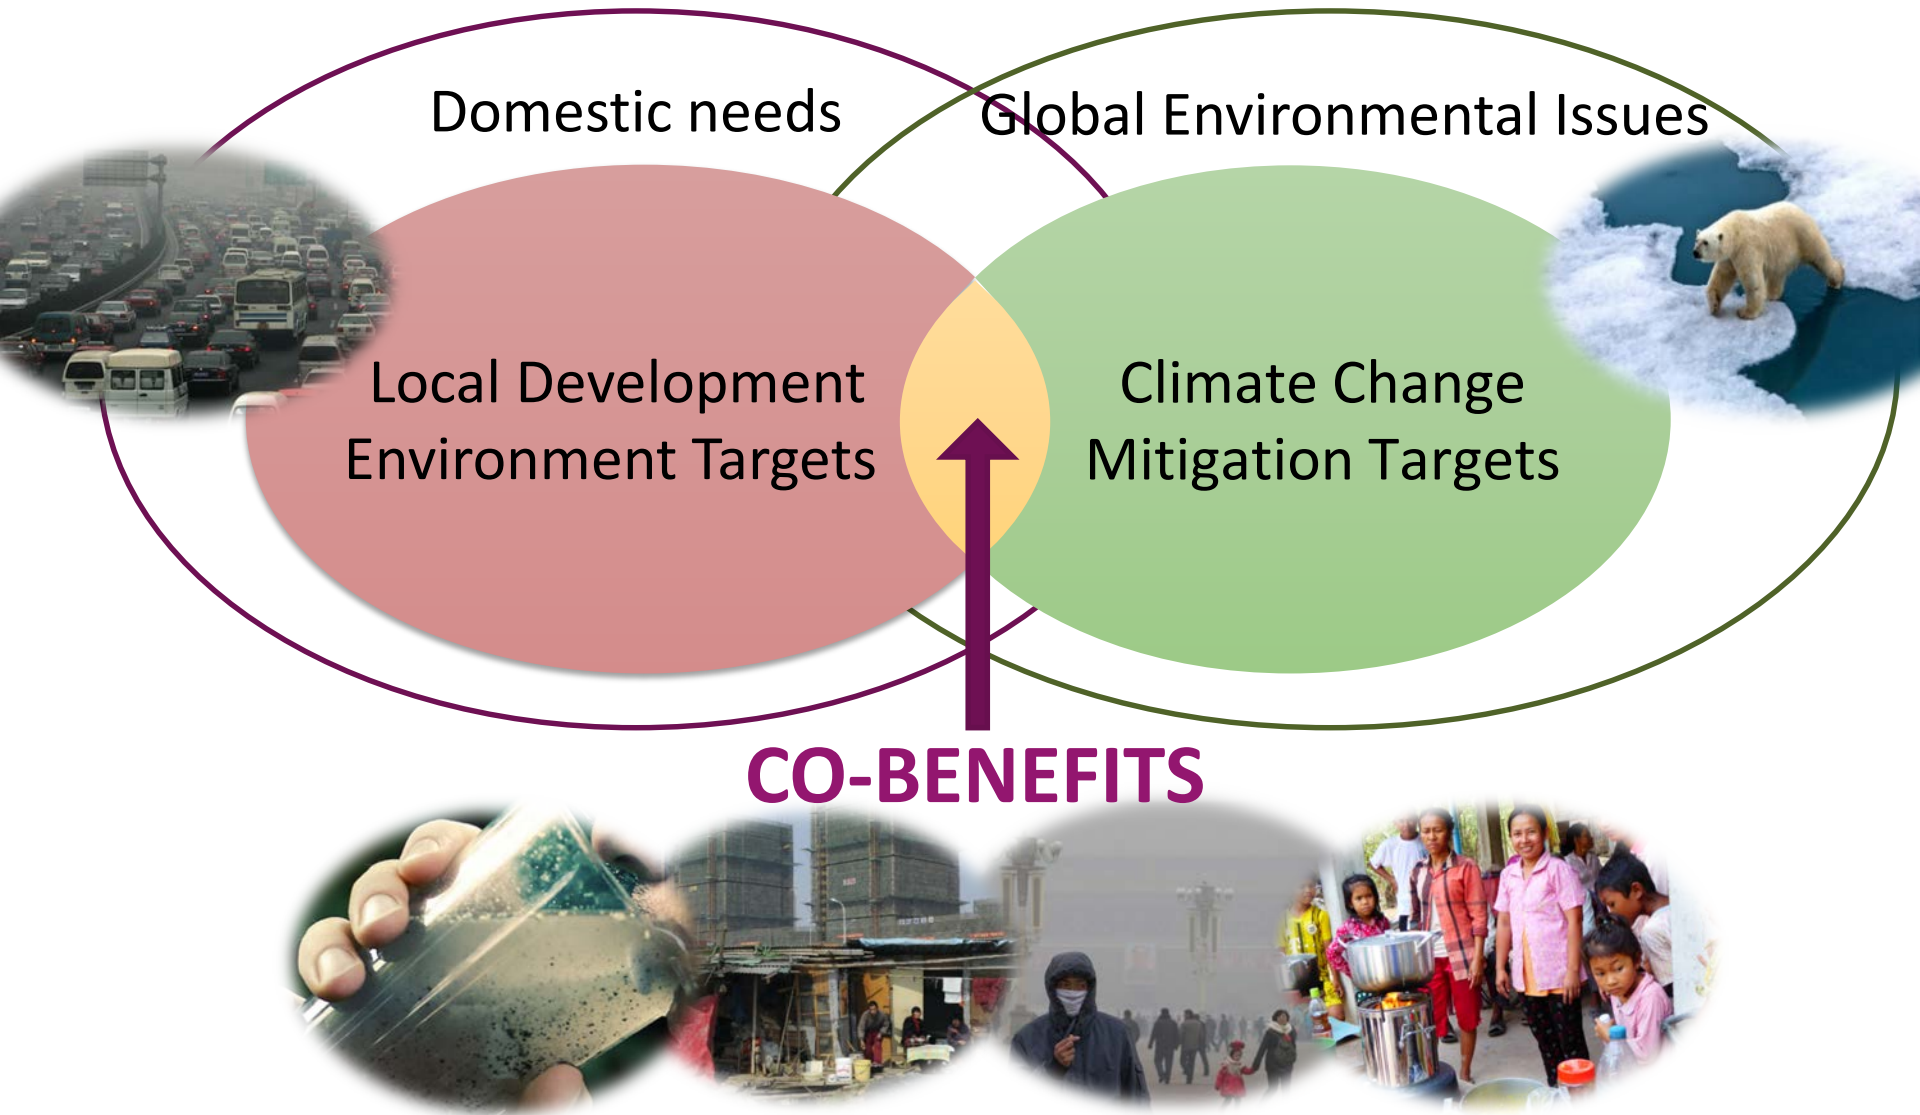 Domestic needs
Global Environmental Issues
Local Development
Environment Targets
Climate Change
Mitigation Targets
CO-BENEFITS